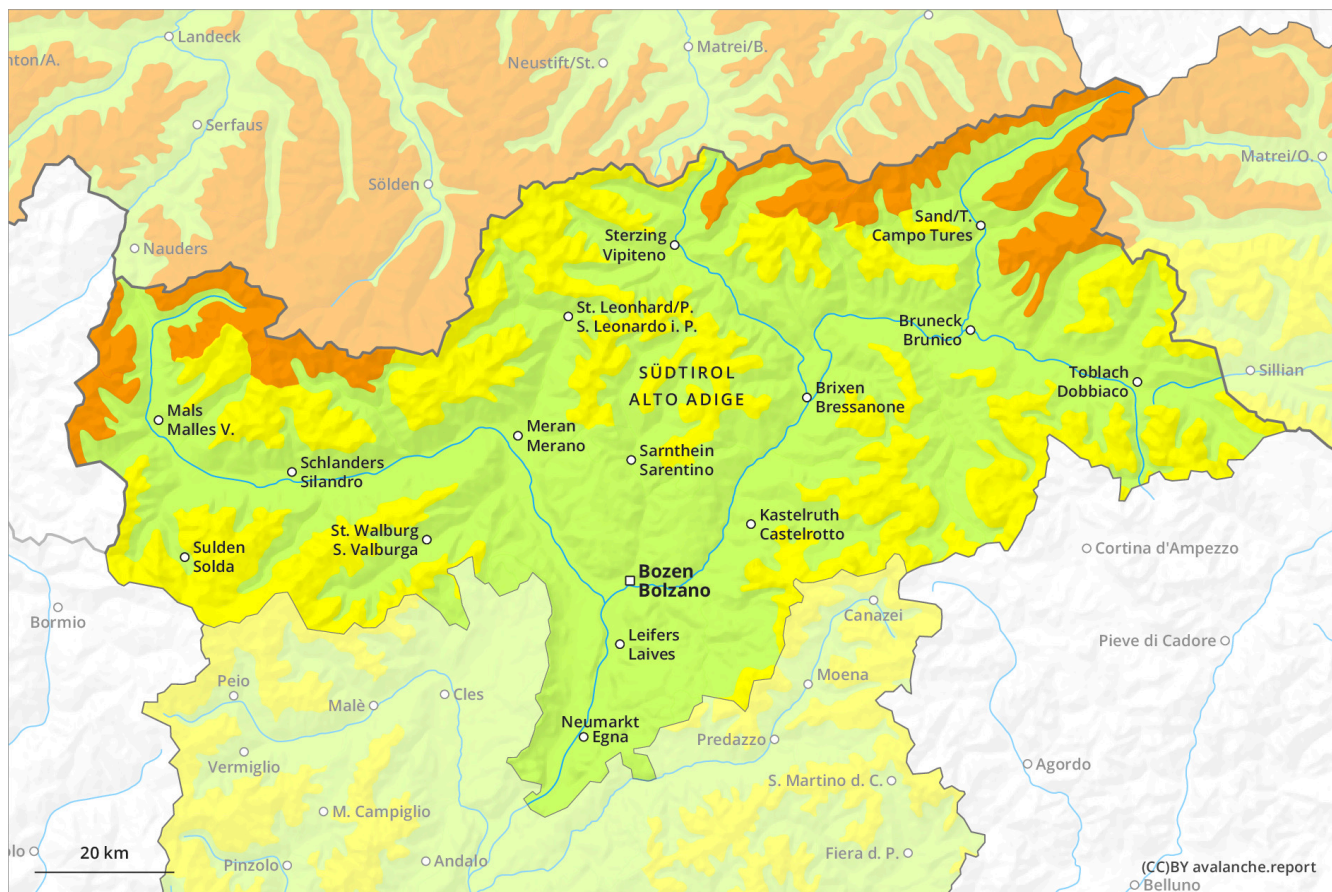 Landeck
Matrei/B.
nton/A.
Neustift/St.
Serfaus
Matrei/O.
Sölden
Sand/T.
Campo Tures
Sterzing
Vipiteno
Nauders
St. Leonhard/P.
S. Leonardo i. P.
Bruneck
Brunico
SÜDTIROL
ALTO ADIGE
Toblach
Dobbiaco
Sillian
Brixen
Bressanone
Mals
Malles V.
Meran
Merano
Sarnthein
Sarentino
Schlanders
Silandro
Kastelruth
Castelrotto
St. Walburg
S. Valburga
Sulden
Solda
Cortina d'Ampezzo
Bozen
Bolzano
Bormio
Canazei
Leifers
Laives
Pieve di Cadore
Moena
Peio
Cles
Malè
Neumarkt
Egna
Predazzo
Vermiglio
Agordo
S. Martino d. C.
M. Campiglio
olo
20 km
Pinzolo
Andalo
Fiera d. P.
(CC)BY avalanche.report
Belluno